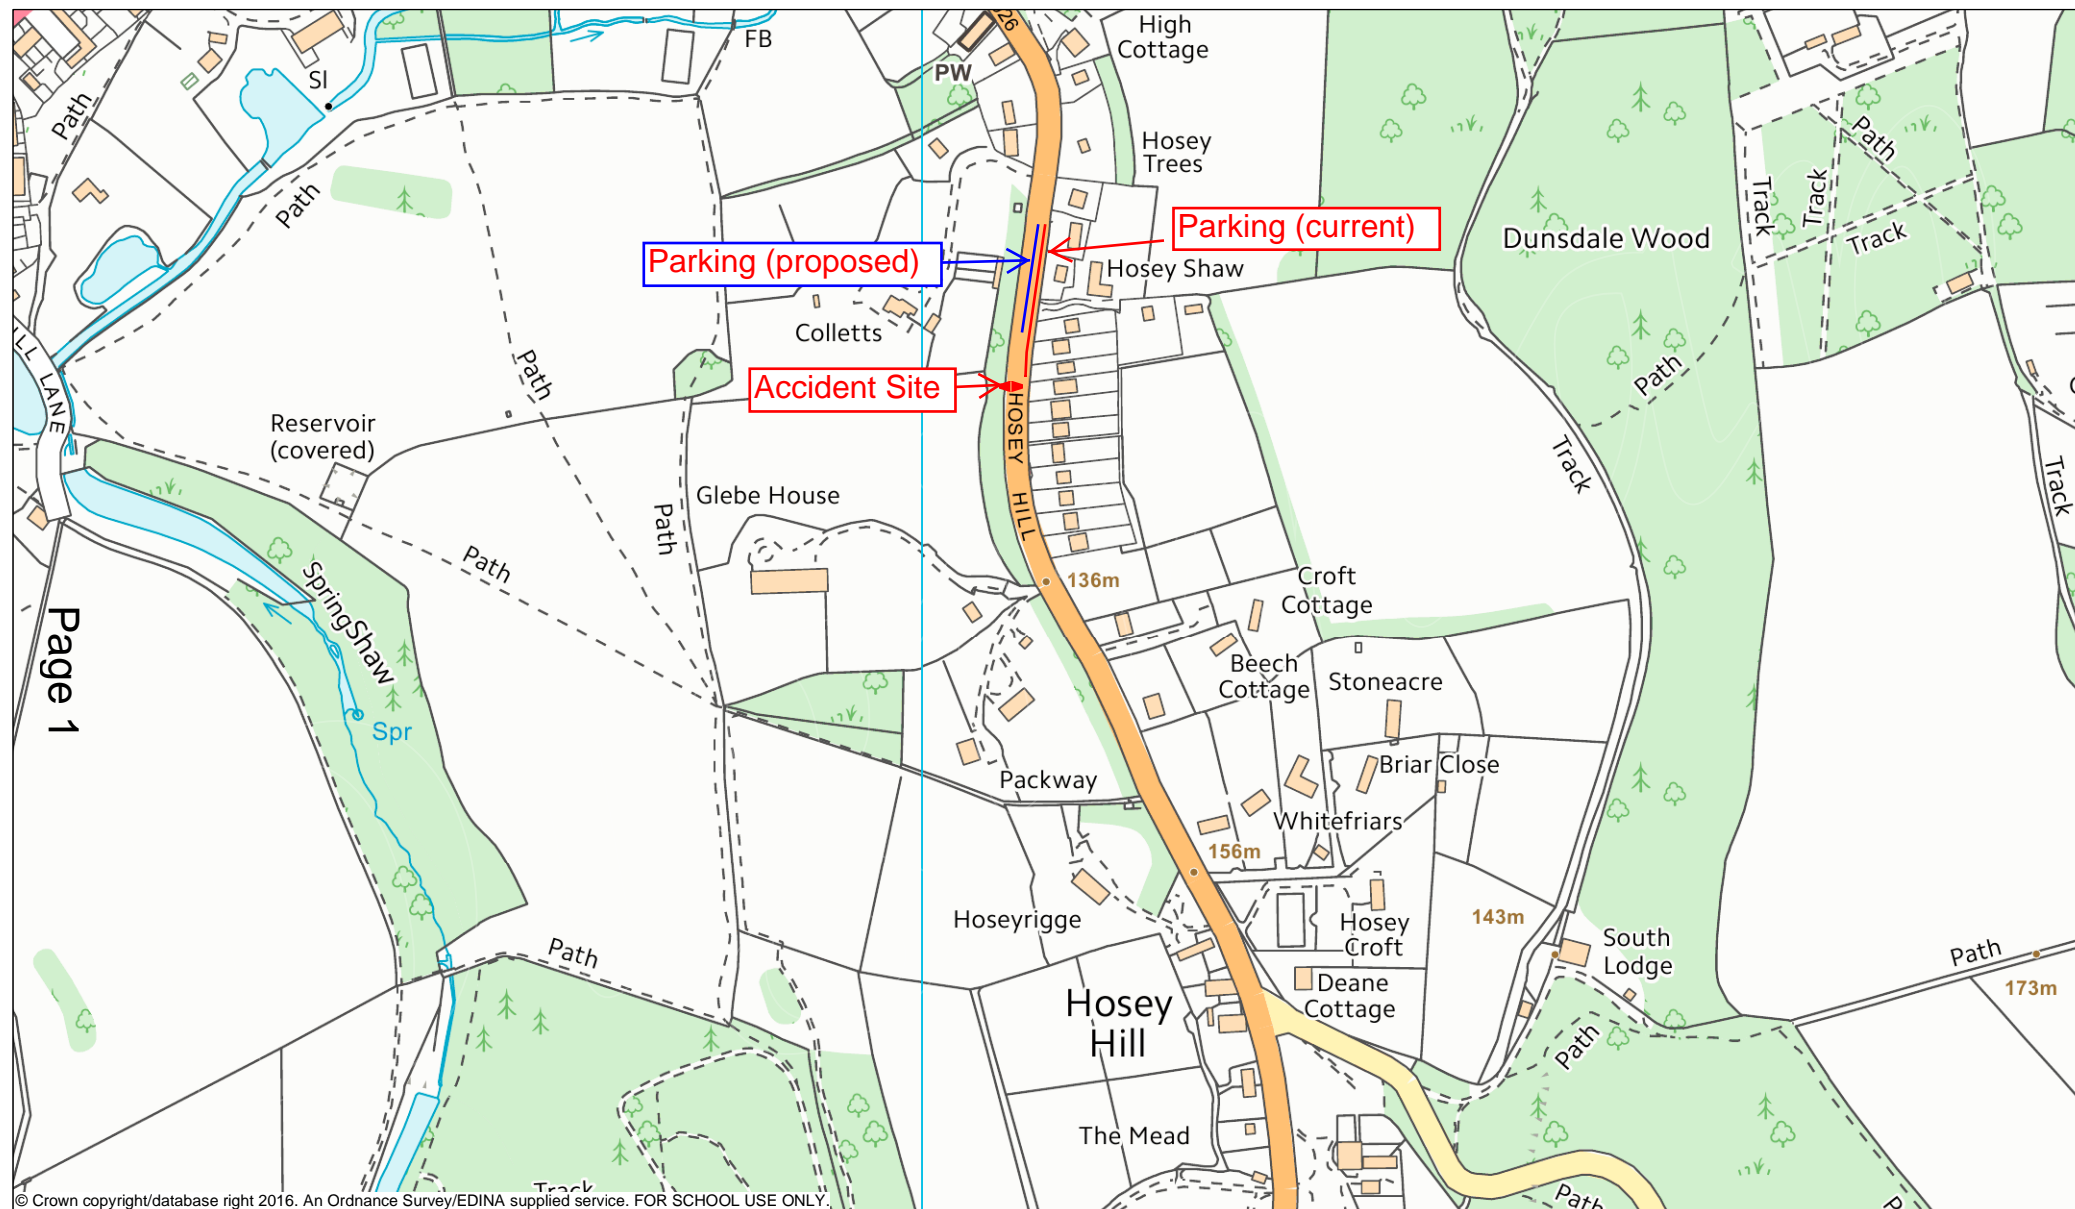 26
High
Cottage
FB
PW
SI
Path
Hosey
Trees
Path
Path
Track
Track
Track
Parking (current)
Dunsdale Wood
Parking (proposed)
Hosey Shaw
Colletts
Path
Path
Accident Site
LANE
HOSEY HILL
Reservoir
(covered)
Track
Track
Glebe House
Path
Path
136m
Croft
Cottage
Spring Shaw
Page 1
Beech
Cottage
Stoneacre
Spr
Packway
Briar Close
Whitefriars
156m
Hoseyrigge
Hosey
Croft
143m
South
Lodge
Path
Path
173m
Deane
Cottage
Hosey
Hill
Path
The Mead
Track
Path
© Crown copyright/database right 2016. An Ordnance Survey/EDINA supplied service. FOR SCHOOL USE ONLY.